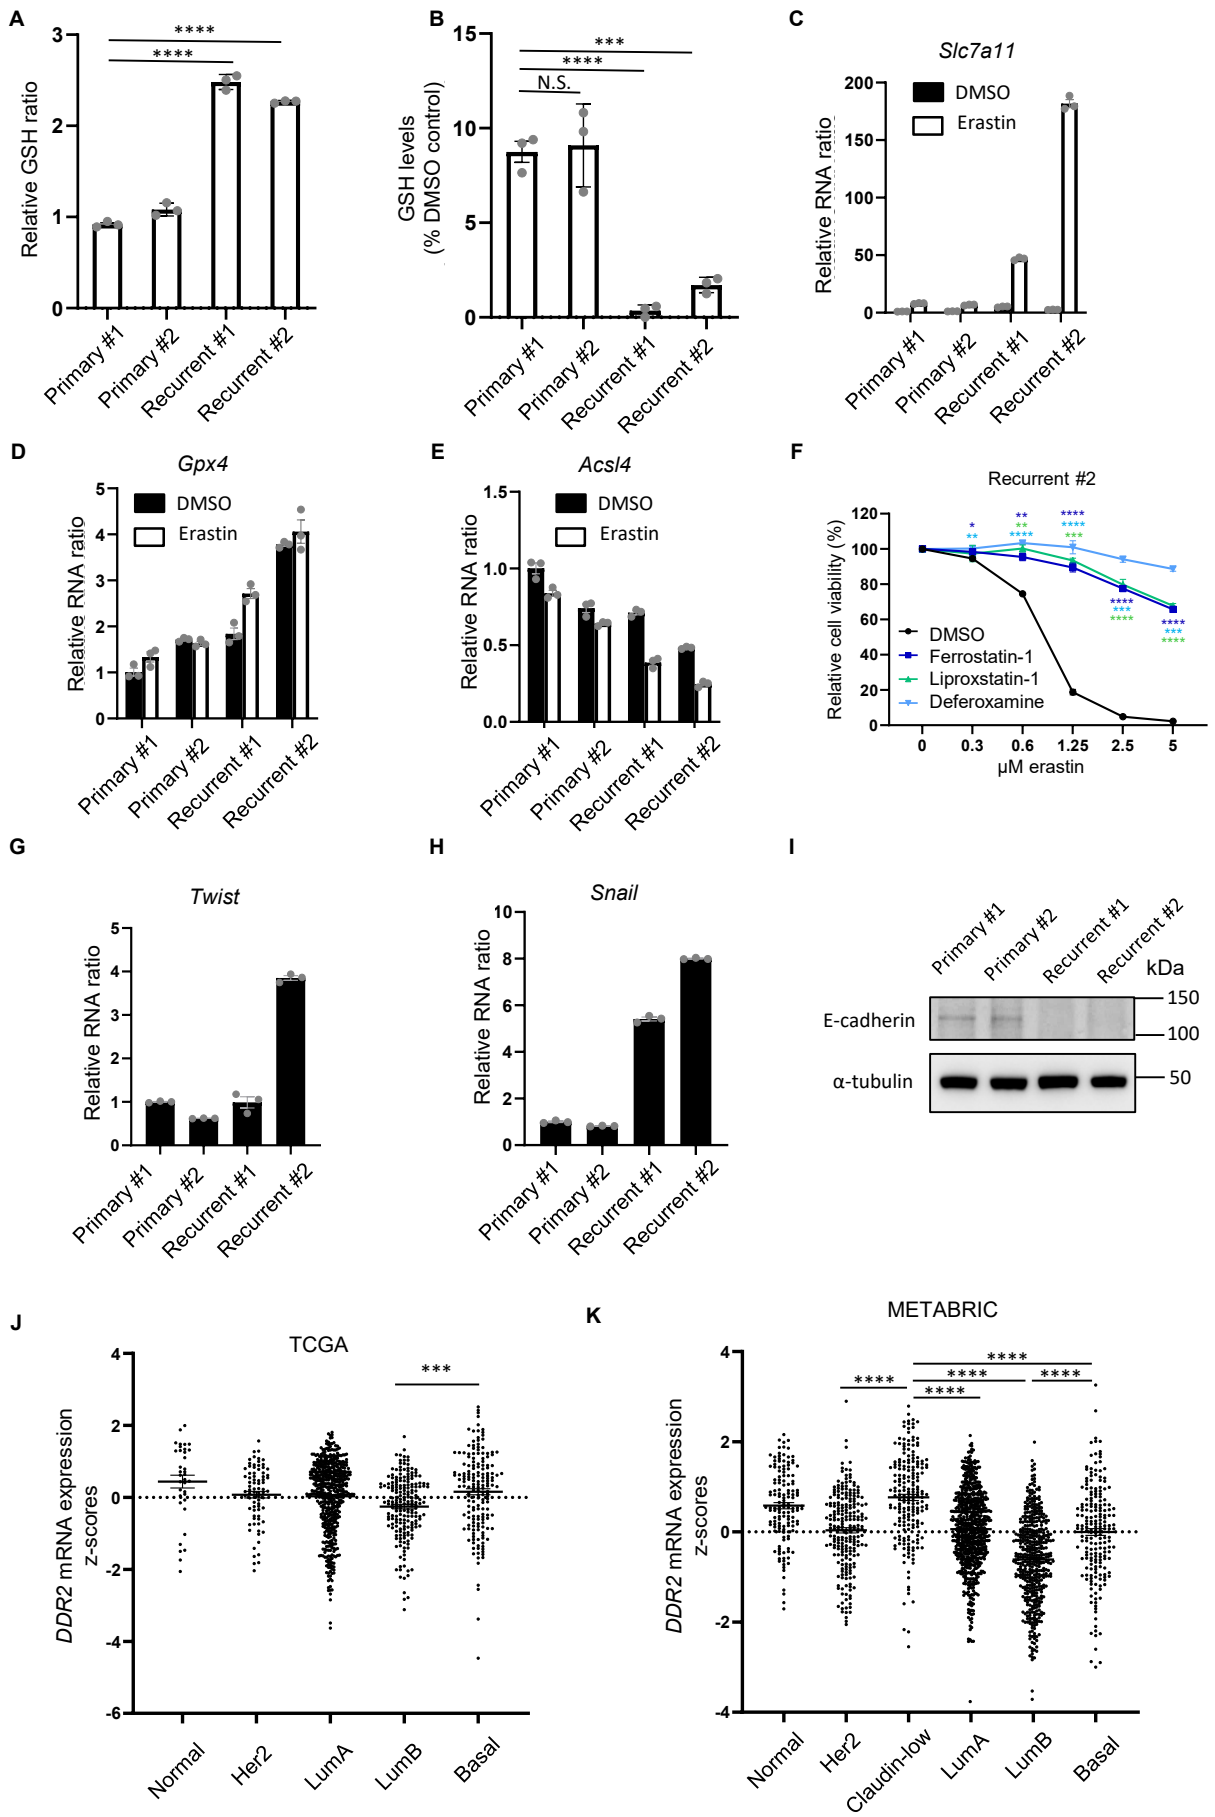 A
Relative GSH ratio
3
2
1
0
****
****
Primary #1
Primary #2
Recurrent #1
Recurrent #2
B
GSH levels
(% DMSO control)
15
10
5
0
***
****
N.S.
Primary #1
Primary #2
Recurrent #1
Recurrent #2
C
Slc7a11
Relative RNA ratio
200
150
100
50
0
DMSO
Erastin
Primary #1
Primary #2
Recurrent #1
Recurrent #2
D
Gpx4
Relative RNA ratio
5
4
3
2
1
0
DMSO
Erastin
Primary #1
Primary #2
Recurrent #1
Recurrent #2
E
Acsl4
Relative RNA ratio
1.5
1.0
0.5
0.0
DMSO
Erastin
Primary #1
Primary #2
Recurrent #1
Recurrent #2
F
Recurrent #2
Relative cell viability (%)
120
100
80
60
40
20
0
* ** ****
** ** ****
**** ***
**** ****
*** ***
**** ****
DMSO
Ferrostatin-1
Liproxstatin-1
Deferoxamine
0 0.3 0.6 1.25 2.5 5
µM erastin
G
Twist
Relative RNA ratio
5
4
3
2
1
0
Primary #1
Primary #2
Recurrent #1
Recurrent #2
H
Snail
Relative RNA ratio
10
8
6
4
2
0
Primary #1
Primary #2
Recurrent #1
Recurrent #2
I
Primary #1
Primary #2
Recurrent #1
Recurrent #2
kDa
E-cadherin
150
100
α-tubulin
50
J
TCGA
DDR2 mRNA expression
z-scores
4
2
0
-2
-4
-6
***
Normal
Her2
LumA
LumB
Basal
K
METABRIC
DDR2 mRNA expression
z-scores
4
2
0
-2
-4
****
**** **** ****
****
Normal
Her2
Claudin-low
LumA
LumB
Basal